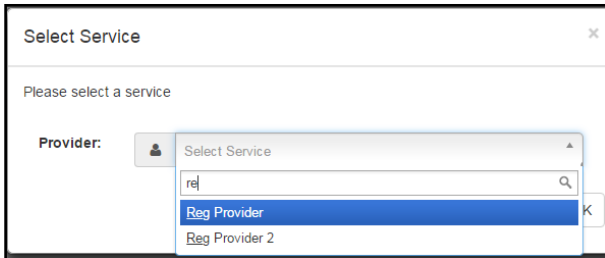 Select Service
×
Please select a service
Provider:
Select Service
re
Reg Provider
K
Reg Provider 2